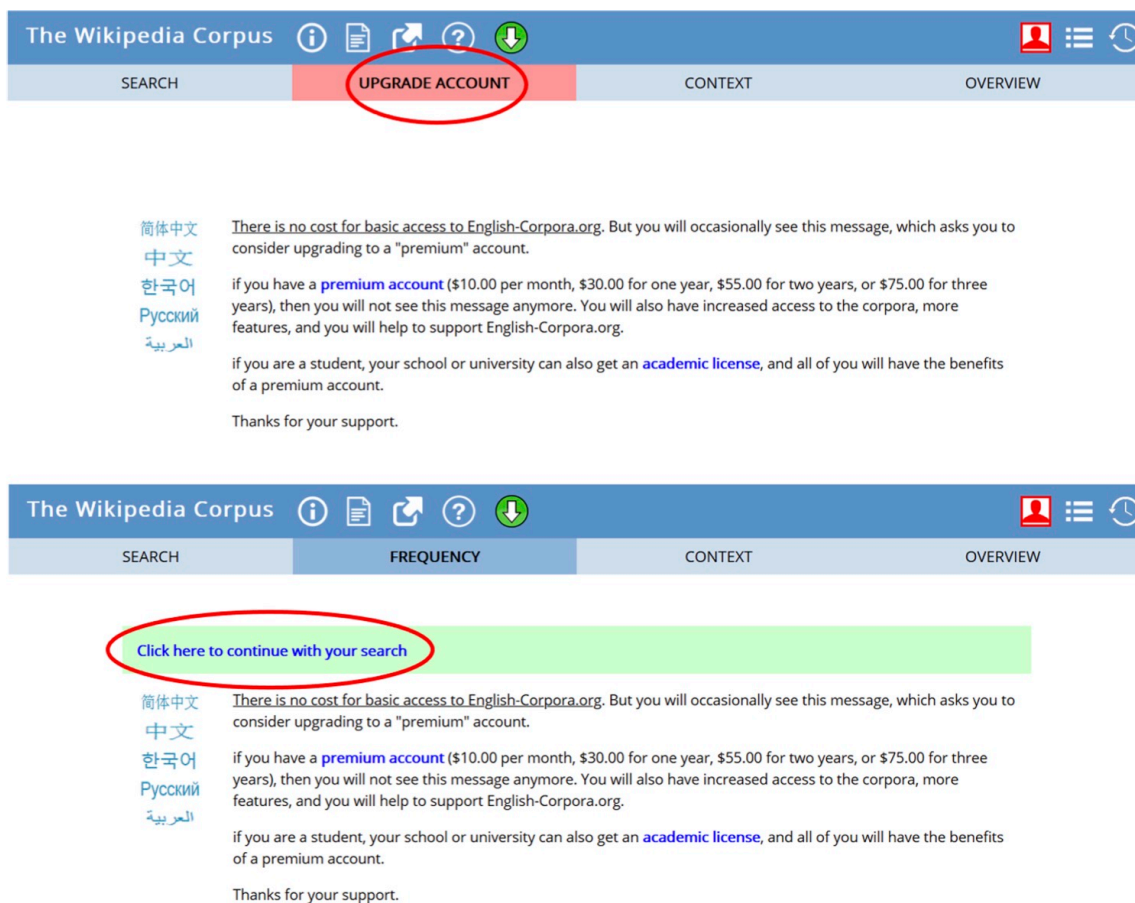 The Wikipedia Corpus
SEARCH UPGRADE ACCOUNT CONTEXT OVERVIEW
简体中文
中文
한국어
Русский
العربية
There is no cost for basic access to English-Corpora.org. But you will occasionally see this message, which asks you to
consider upgrading to a "premium" account.
if you have a premium account ($10.00 per month, $30.00 for one year, $55.00 for two years, or $75.00 for three
years), then you will not see this message anymore. You will also have increased access to the corpora, more
features, and you will help to support English-Corpora.org.
if you are a student, your school or university can also get an academic license, and all of you will have the benefits
of a premium account.
Thanks for your support.
The Wikipedia Corpus
SEARCH FREQUENCY CONTEXT OVERVIEW
Click here to continue with your search
简体中文
中文
한국어
Русский
العربية
There is no cost for basic access to English-Corpora.org. But you will occasionally see this message, which asks you to
consider upgrading to a "premium" account.
if you have a premium account ($10.00 per month, $30.00 for one year, $55.00 for two years, or $75.00 for three
years), then you will not see this message anymore. You will also have increased access to the corpora, more
features, and you will help to support English-Corpora.org.
if you are a student, your school or university can also get an academic license, and all of you will have the benefits
of a premium account.
Thanks for your support.